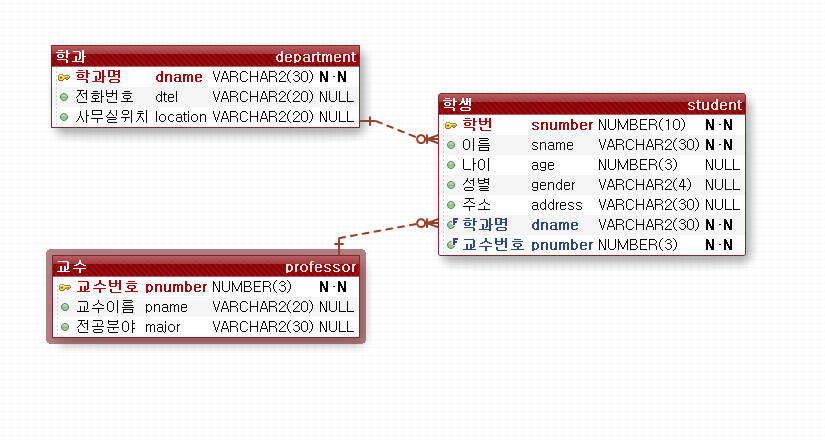 학과 department
학과명 dname VARCHAR2(30) N-N
전화번호 dtel VARCHAR2(20) NULL
사무실위치 location VARCHAR2(20) NULL
학생 student
학번 snumber NUMBER(10) N-N
이름 sname VARCHAR2(30) N-N
나이 age NUMBER(3) NULL
성별 gender VARCHAR2(4) NULL
주소 address VARCHAR2(30) NULL
F 학과명 dname VARCHAR2(30) N-N
F 교수번호 pnumber NUMBER(3) N-N
교수 professor
교수번호 pnumber NUMBER(3) N-N
교수이름 pname VARCHAR2(20) NULL
전공분야 major VARCHAR2(30) NULL